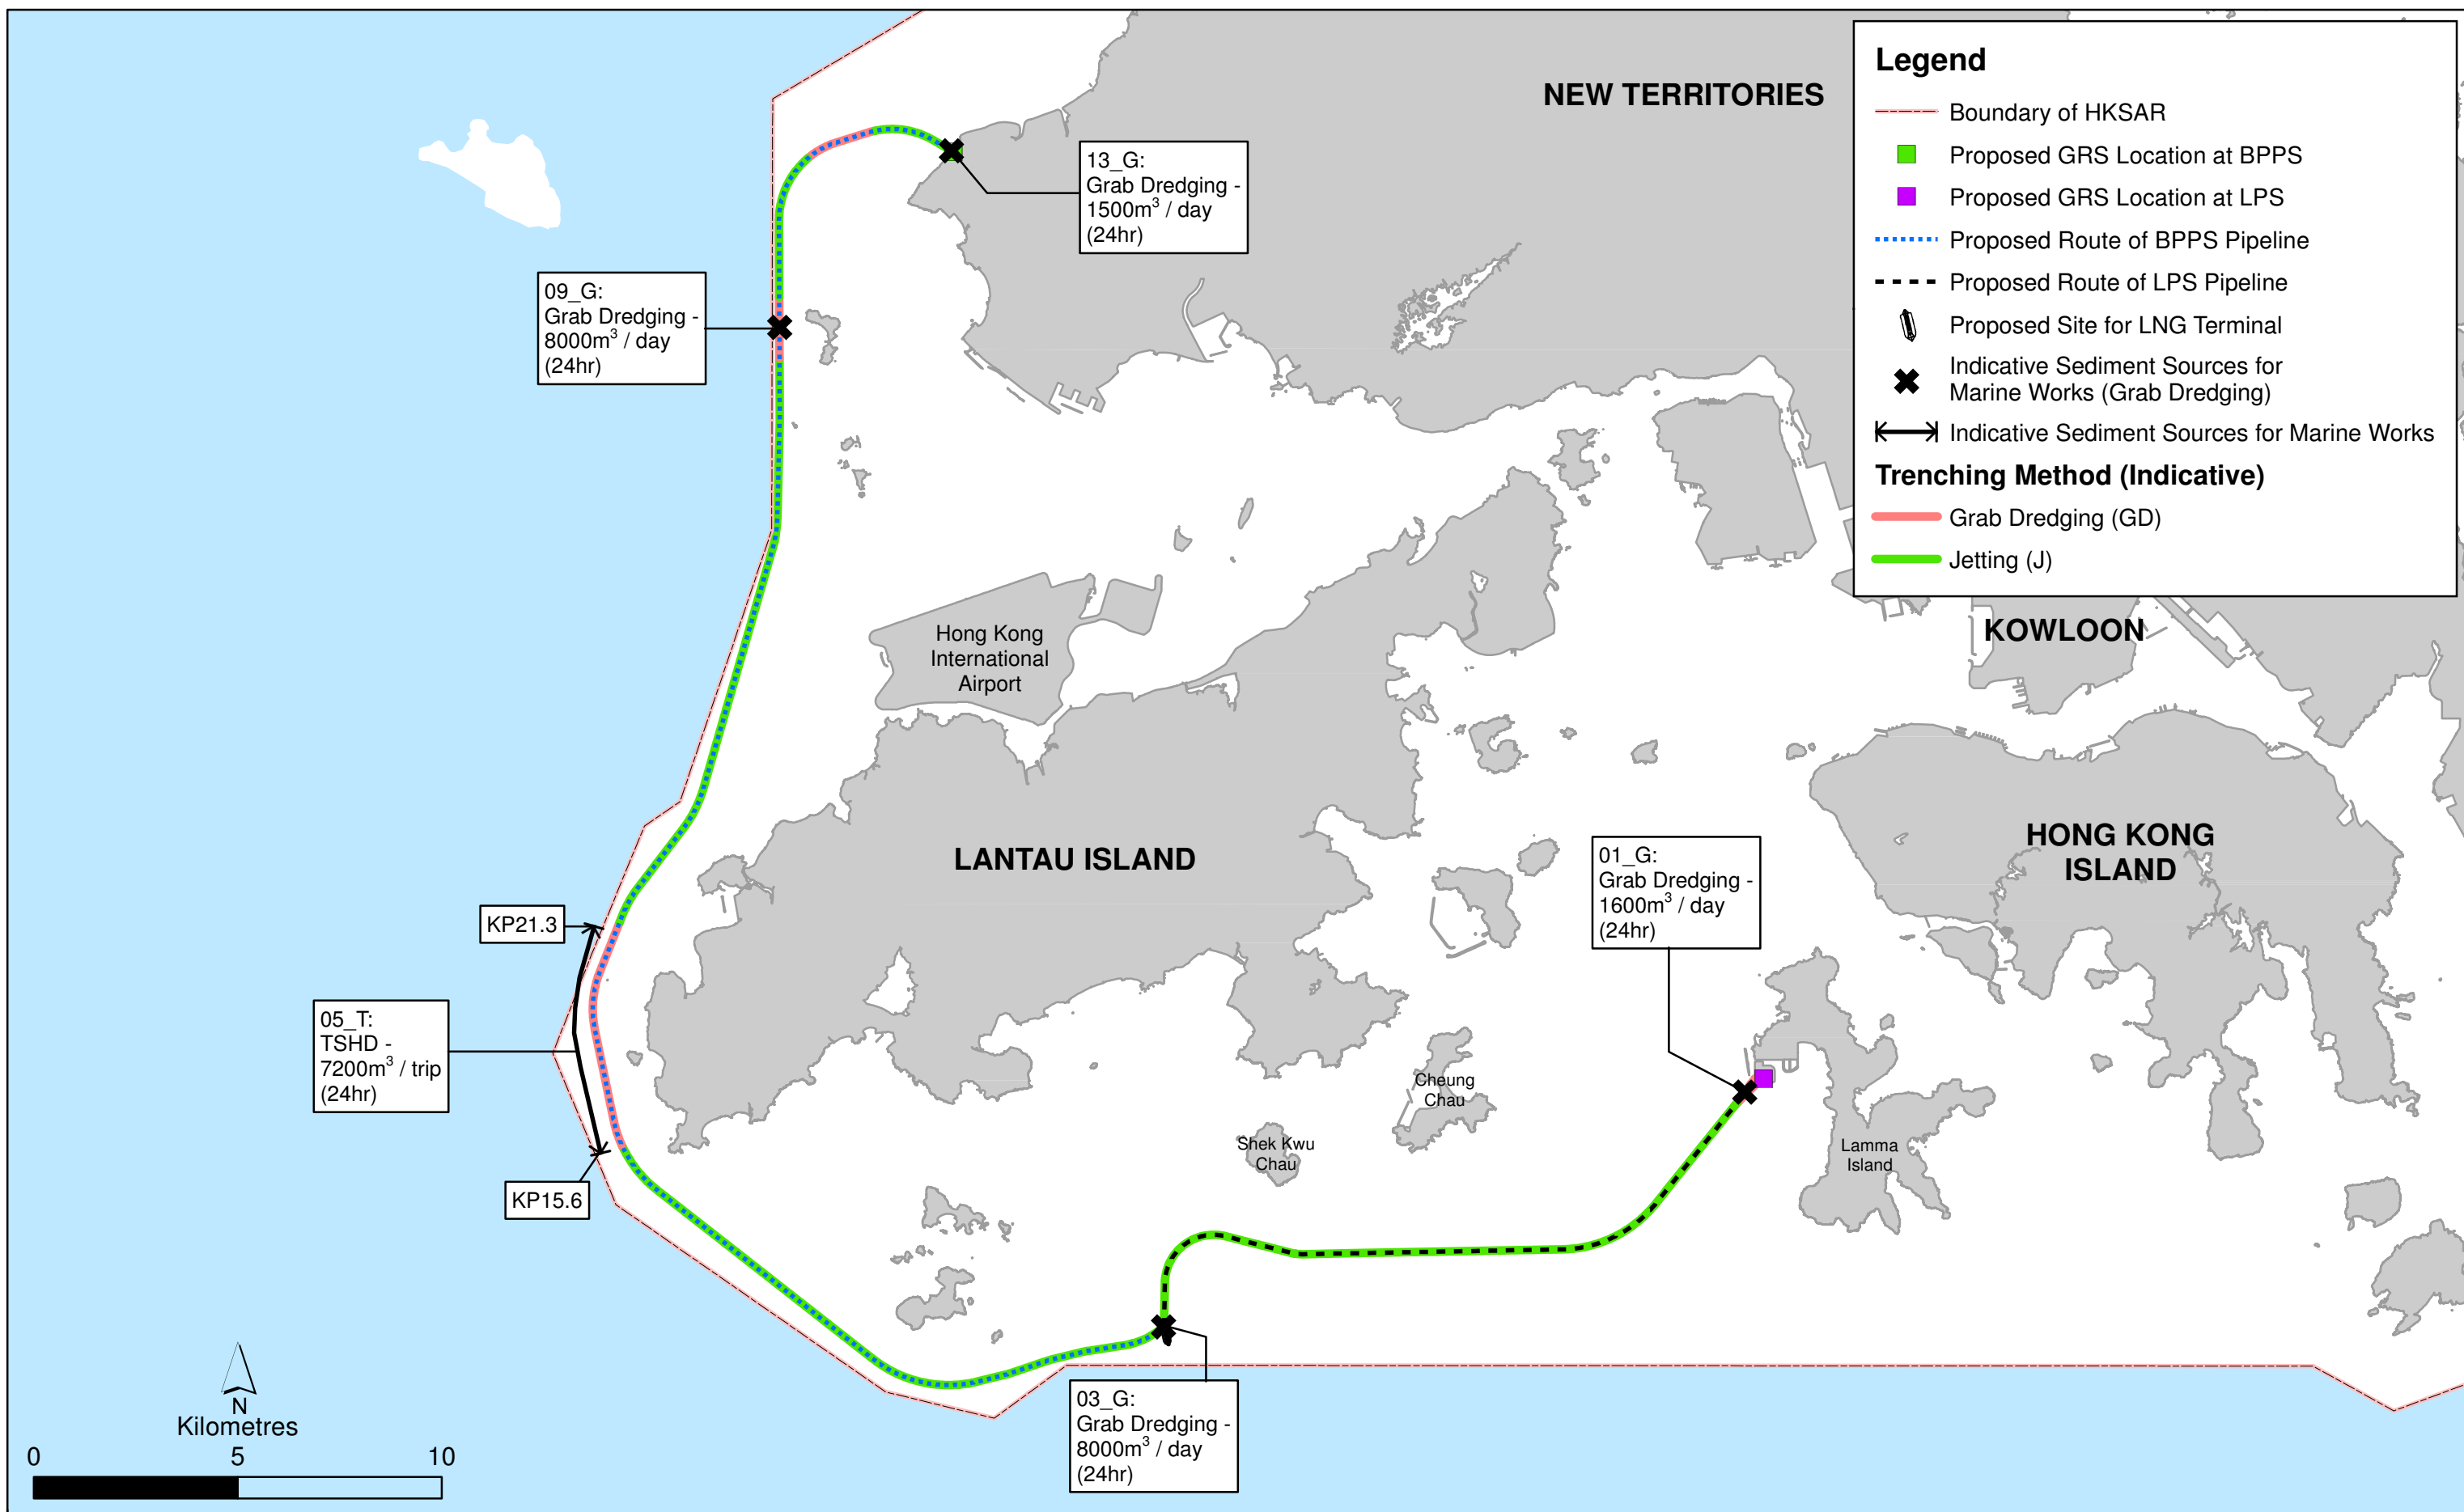 Legend
Boundary of HKSAR
Proposed GRS Location at BPPS
Proposed GRS Location at LPS
Proposed Route of BPPS Pipeline
Proposed Route of LPS Pipeline
Proposed Site for LNG Terminal
Indicative Sediment Sources for
Marine Works (Grab Dredging)
Indicative Sediment Sources for Marine Works
Trenching Method (Indicative)
Grab Dredging (GD)
Jetting (J)
NEW TERRITORIES
13_G:
Grab Dredging -
1500m³ / day
(24hr)
09_G:
Grab Dredging -
8000m³ / day
(24hr)
KOWLOON
Hong Kong
International
Airport
LANTAU ISLAND
HONG KONG
ISLAND
01_G:
Grab Dredging -
1600m³ / day
(24hr)
KP21.3
05_T:
TSHD -
7200m³ / trip
(24hr)
KP15.6
Cheung
Chau
Shek Kwu
Chau
Lamma
Island
03_G:
Grab Dredging -
8000m³ / day
(24hr)
N
Kilometres
0 5 10